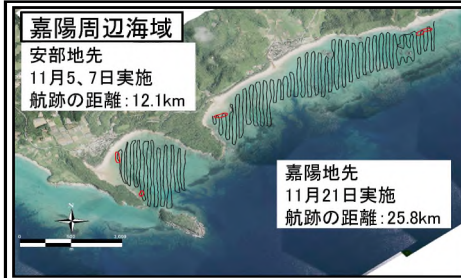 嘉陽周辺海域
安部地先
11月5、7日実施
航跡の距離:12.1km
嘉陽地先
11月21日実施
航跡の距離:25.8km